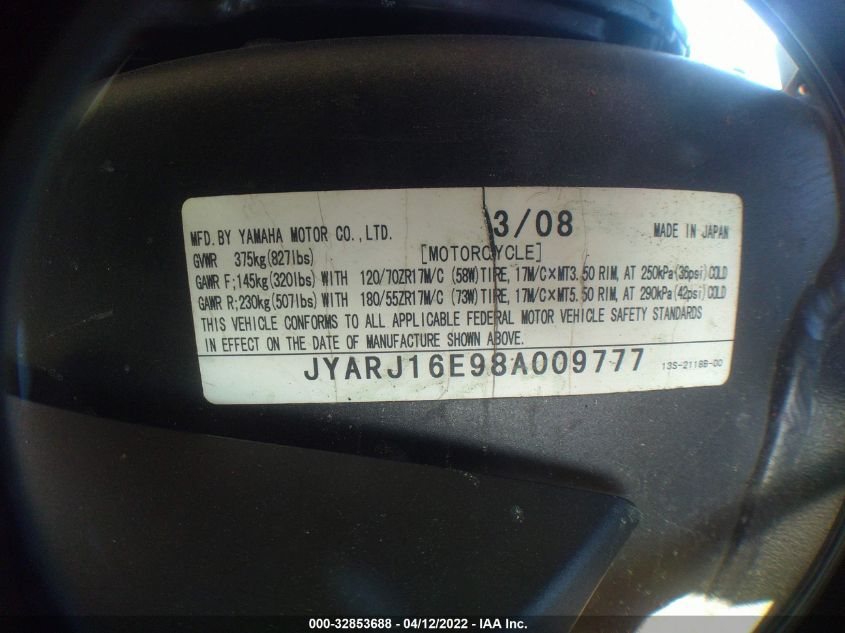 MFD. BY YAMAHA MOTOR CO., LTD. 3/08 MADE IN JAPAN
GVWR 375kg(827lbs) [MOTORCYCLE]
GAWR F;145kg(320lbs) WITH 120/70ZR17M/C (58W)TIRE, 17M/C×MT3.50 RIM, AT 250kPa(36psi)COLD
GAWR R;230kg(507lbs) WITH 180/55ZR17M/C (73W)TIRE, 17M/C×MT5.50 RIM, AT 290kPa(42psi)COLD
THIS VEHICLE CONFORMS TO ALL APPLICABLE FEDERAL MOTOR VEHICLE SAFETY STANDARDS
IN EFFECT ON THE DATE OF MANUFACTURE SHOWN ABOVE.
JYARJ16E98A009777 13S-2118B-00
000-32853688 - 04/12/2022 - IAA Inc.